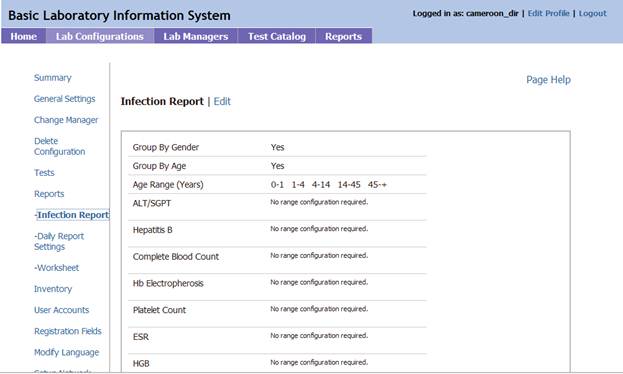 Basic Laboratory Information System
Logged in as: cameroon_dir | Edit Profile | Logout
Home Lab Configurations Lab Managers Test Catalog Reports
Summary
General Settings
Change Manager
Delete
Configuration
Tests
Reports
-Infection Report
-Daily Report
Settings
-Worksheet
Inventory
User Accounts
Registration Fields
Modify Language
Setup Network
Page Help
Infection Report | Edit
Group By Gender Yes
Group By Age Yes
Age Range (Years) 0-1 1-4 4-14 14-45 45-+
ALT/SGPT No range configuration required.
Hepatitis B No range configuration required.
Complete Blood Count No range configuration required.
Hb Electropherosis No range configuration required.
Platelet Count No range configuration required.
ESR No range configuration required.
HGB No range configuration required.